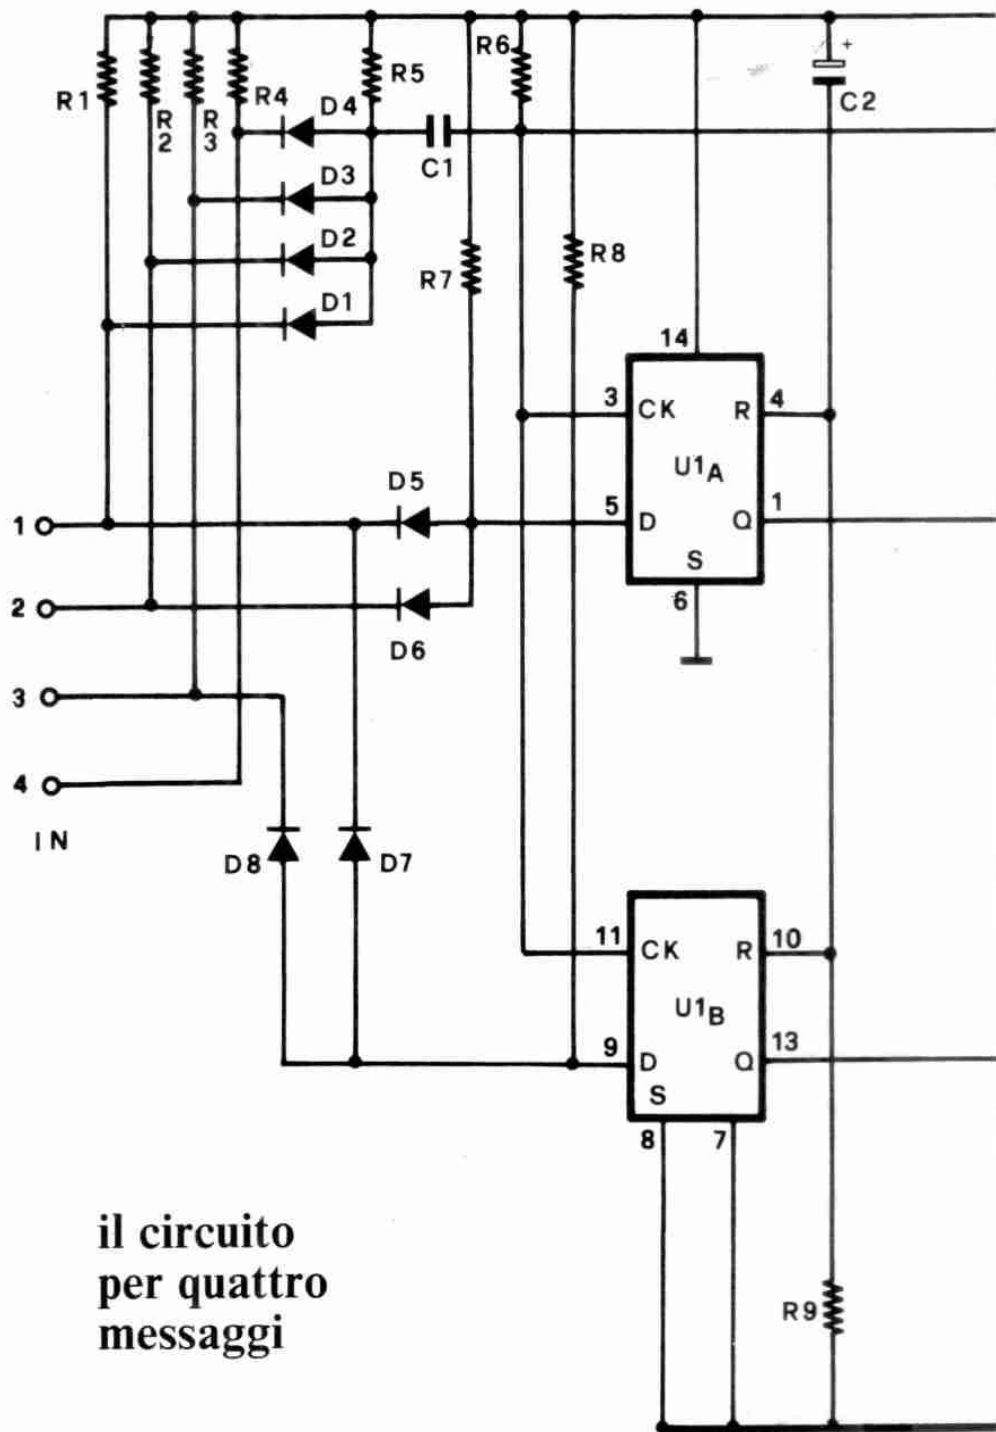 R1
R
2
R
3
R4
R5
R6
D4
D3
D2
D1
C1
C2
+
R7
R8
14
3 CK R 4
U1A
5 D Q 1
S
6
D5
D6
1
2
3
4
IN
D8
D7
11 CK R 10
U1B
9 D Q 13
S
8 7
R9
il circuito
per quattro
messaggi